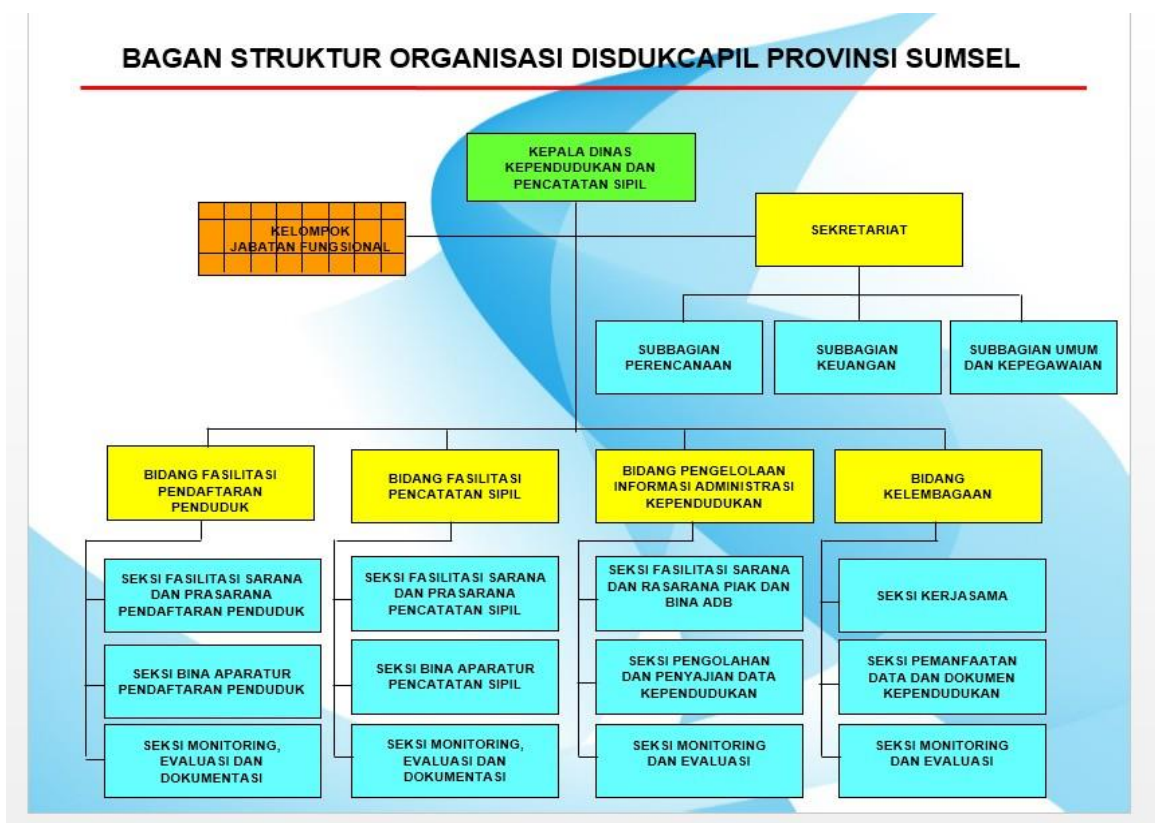 BAGAN STRUKTUR ORGANISASI DISDUKCAPIL PROVINSI SUMSEL
KEPALA DINAS
KEPENDUDUKAN DAN
PENCATATAN SIPIL
KELOMPOK
JABATAN FUNGSIONAL
SEKRETARIAT
SUBBAGIAN
PERENCANAAN
SUBBAGIAN
KEUANGAN
SUBBAGIAN UMUM
DAN KEPEGAWAIAN
BIDANG FASILITASI
PENDAFTARAN
PENDUDUK
BIDANG FASILITASI
PENCATATAN SIPIL
BIDANG PENGELOLAAN
INFORMASI ADMINISTRASI
KEPENDUDUKAN
BIDANG
KELEMBAGAAN
SEKSI FASILITASI SARANA
DAN PRASARANA
PENDAFTARAN PENDUDUK
SEKSI FASILITASI SARANA
DAN PRASARANA
PENCATATAN SIPIL
SEKSI FASILITASI SARANA
DAN RASARANA PIAK DAN
BINA ADB
SEKSI KERJASAMA
SEKSI BINA APARATUR
PENDAFTARAN PENDUDUK
SEKSI BINA APARATUR
PENCATATAN SIPIL
SEKSI PENGOLAHAN
DAN PENYAJIAN DATA
KEPENDUDUKAN
SEKSI PEMANFAATAN
DATA DAN DOKUMEN
KEPENDUDUKAN
SEKSI MONITORING,
EVALUASI DAN
DOKUMENTASI
SEKSI MONITORING,
EVALUASI DAN
DOKUMENTASI
SEKSI MONITORING
DAN EVALUASI
SEKSI MONITORING
DAN EVALUASI